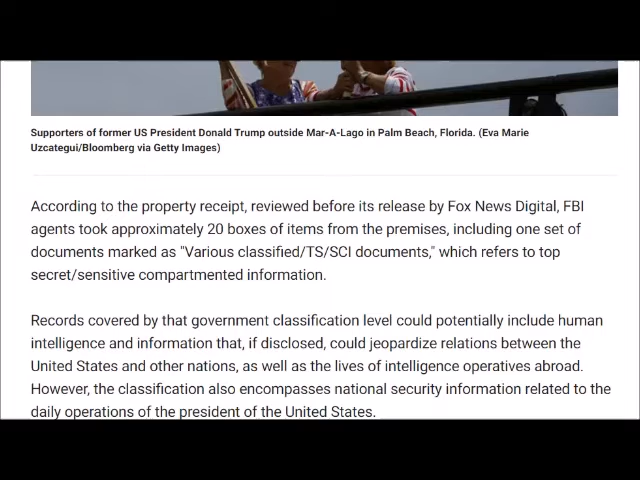 Supporters of former US President Donald Trump outside Mar-A-Lago in Palm Beach, Florida. (Eva Marie
Uzcategui/Bloomberg via Getty Images)
According to the property receipt, reviewed before its release by Fox News Digital, FBI
agents took approximately 20 boxes of items from the premises, including one set of
documents marked as "Various classified/TS/SCI documents," which refers to top
secret/sensitive compartmented information.
Records covered by that government classification level could potentially include human
intelligence and information that, if disclosed, could jeopardize relations between the
United States and other nations, as well as the lives of intelligence operatives abroad.
However, the classification also encompasses national security information related to the
daily operations of the president of the United States.